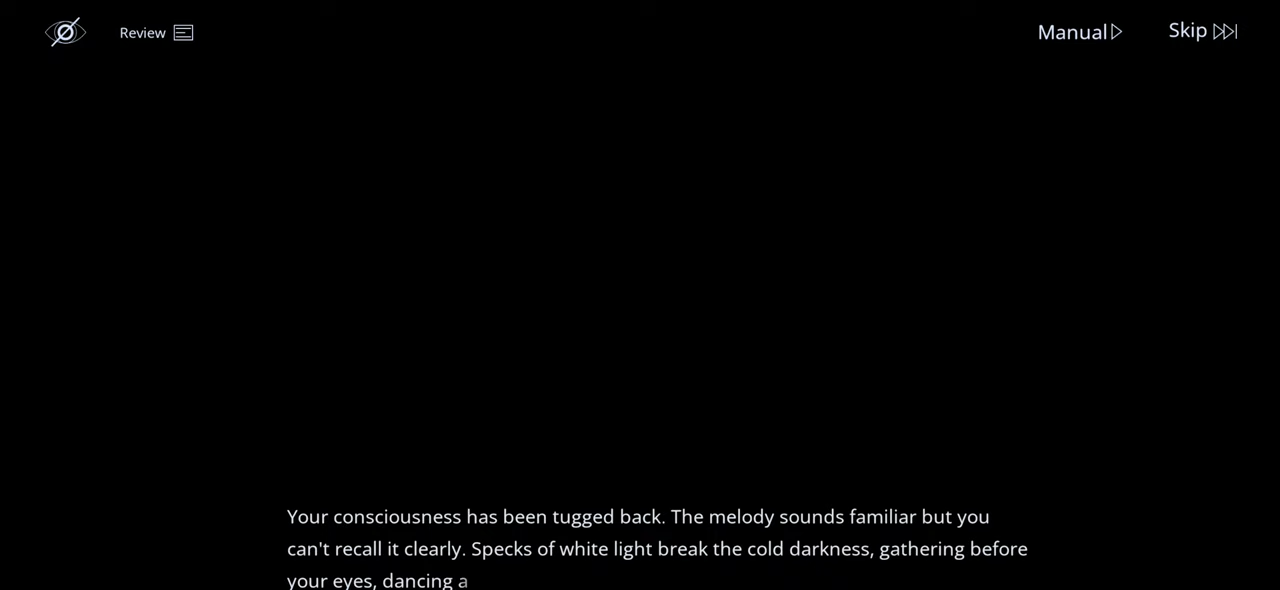 Review
Manual
Skip
Your consciousness has been tugged back. The melody sounds familiar but you
can't recall it clearly. Specks of white light break the cold darkness, gathering before
your eyes, dancing a